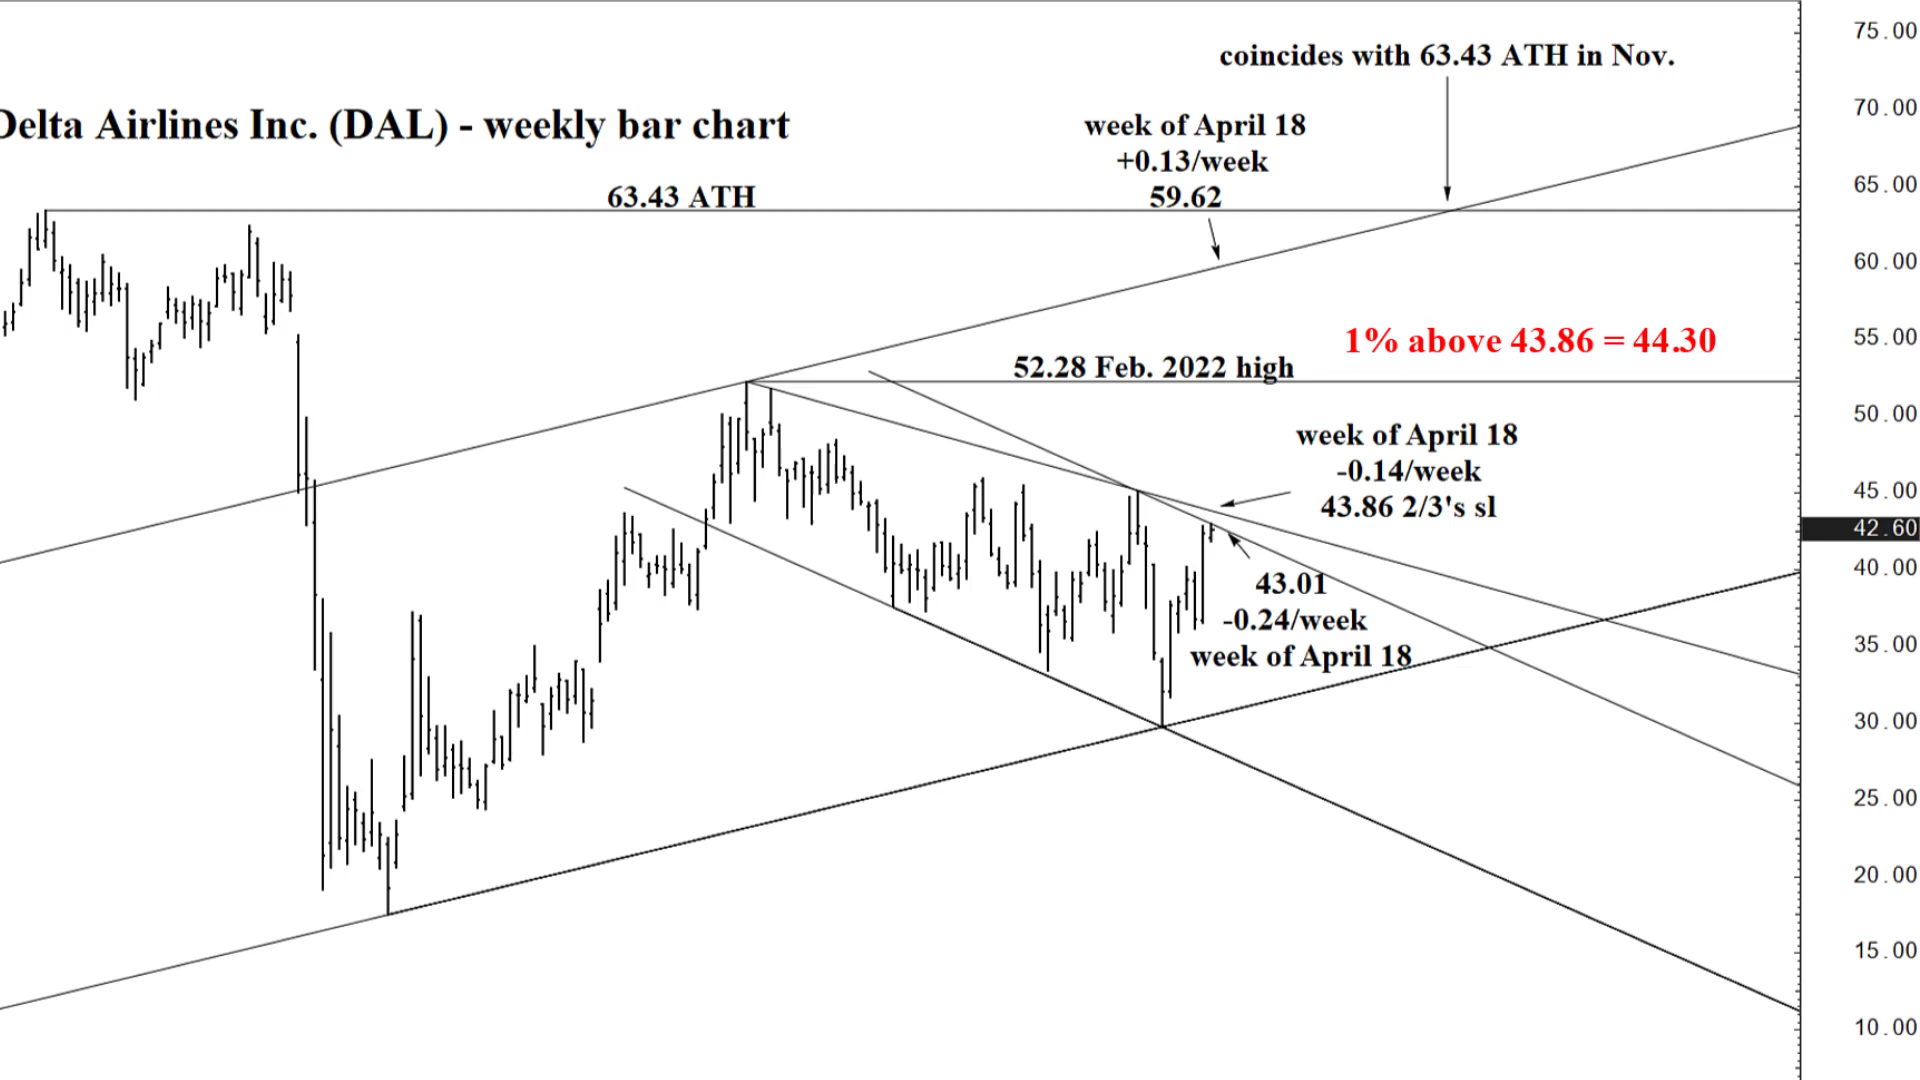 75.00
coincides with 63.43 ATH in Nov.
70.00
Delta Airlines Inc. (DAL) - weekly bar chart
week of April 18
+0.13/week
59.62
65.00
63.43 ATH
60.00
55.00
1% above 43.86 = 44.30
52.28 Feb. 2022 high
50.00
week of April 18
-0.14/week
43.86 2/3's sl
45.00
42.60
40.00
43.01
-0.24/week
week of April 18
35.00
30.00
25.00
20.00
15.00
10.00